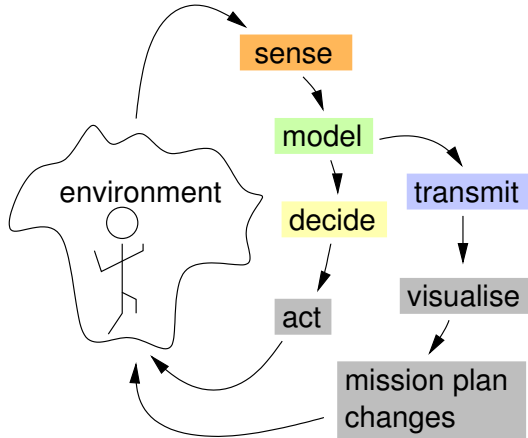 sense
model
environment
transmit
decide
visualise
act
mission plan
changes